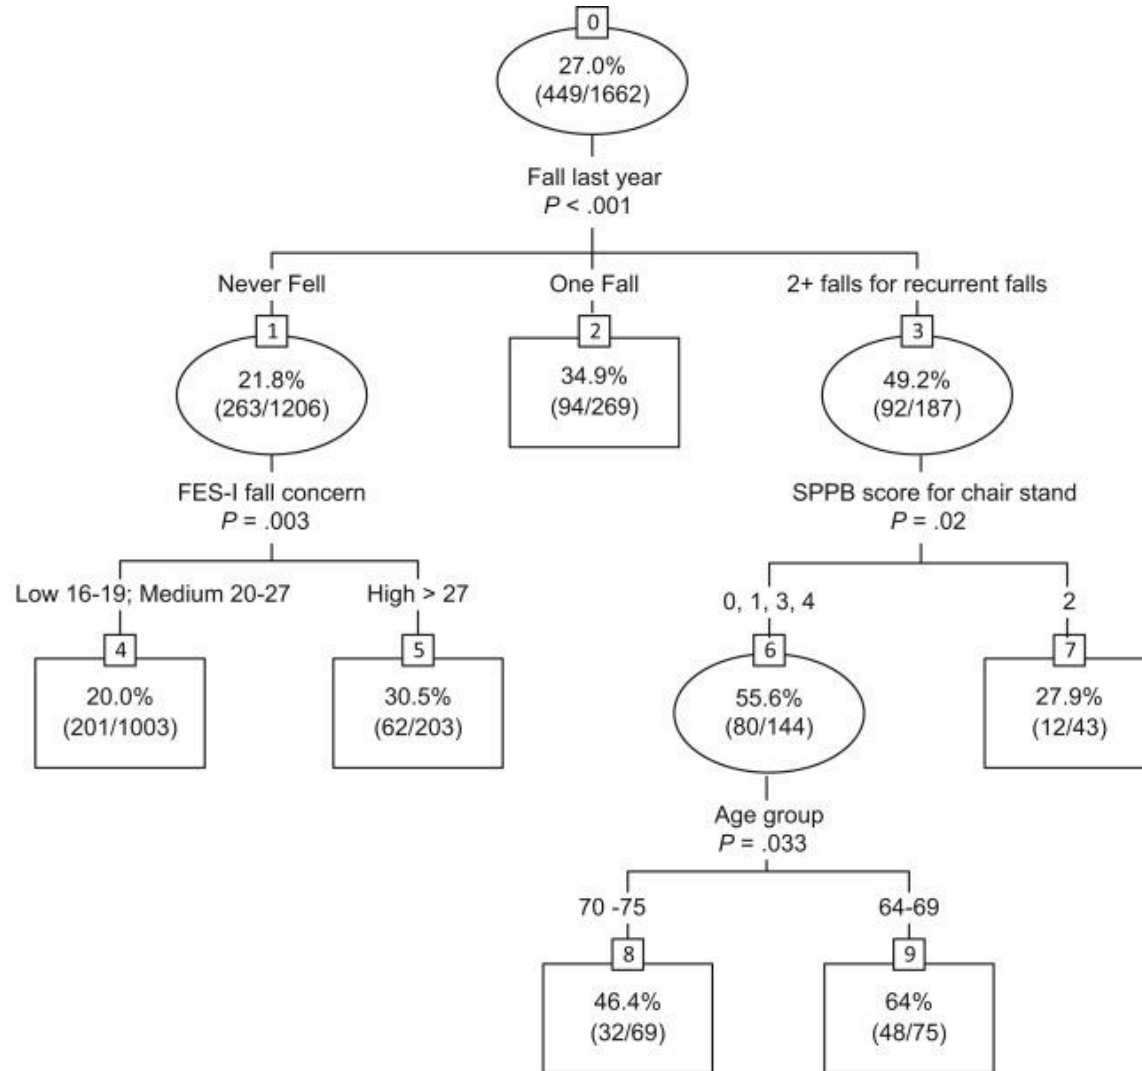 0
27.0%
(449/1662)
Fall last year
P < .001
Never Fell
One Fall
2+ falls for recurrent falls
1
21.8%
(263/1206)
2
34.9%
(94/269)
3
49.2%
(92/187)
FES-I fall concern
P = .003
SPPB score for chair stand
P = .02
Low 16-19; Medium 20-27
High > 27
0, 1, 3, 4
2
4
20.0%
(201/1003)
5
30.5%
(62/203)
6
55.6%
(80/144)
7
27.9%
(12/43)
Age group
P = .033
70 -75
64-69
8
46.4%
(32/69)
9
64%
(48/75)